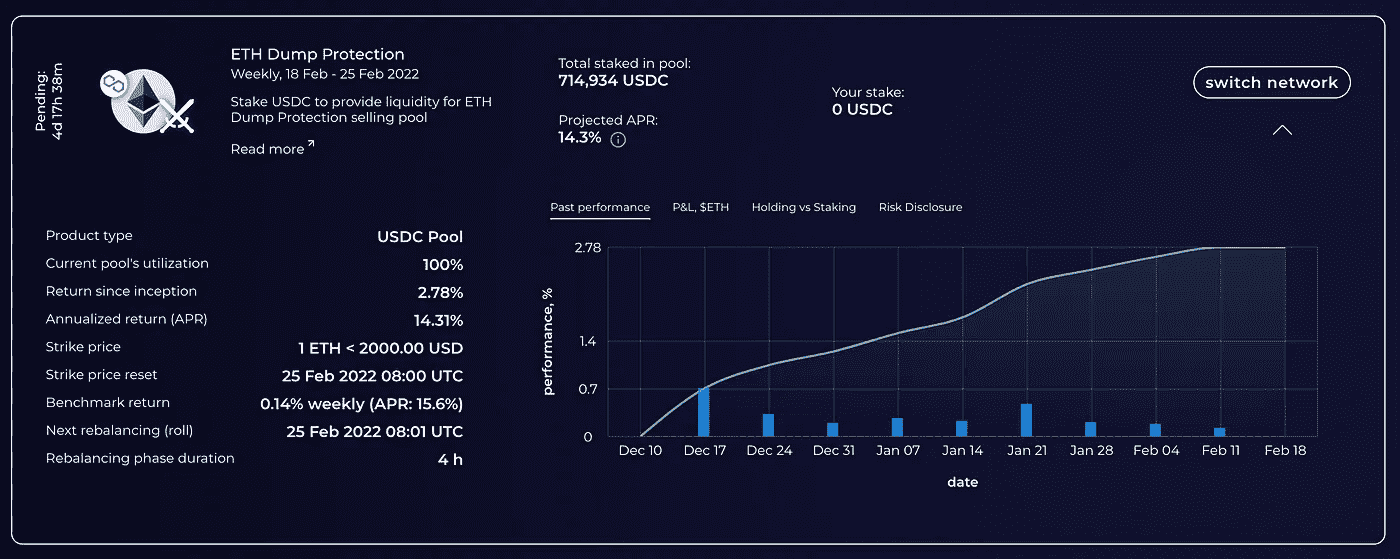 Pending:
4d 17h 38m
ETH Dump Protection
Weekly, 18 Feb - 25 Feb 2022
Stake USDC to provide liquidity for ETH
Dump Protection selling pool
Read more
Total staked in pool:
714,934 USDC
Projected APR:
14.3%
Your stake:
0 USDC
switch network
Product type USDC Pool
Current pool's utilization 100%
Return since inception 2.78%
Annualized return (APR) 14.31%
Strike price 1 ETH < 2000.00 USD
Strike price reset 25 Feb 2022 08:00 UTC
Benchmark return 0.14% weekly (APR: 15.6%)
Next rebalancing (roll) 25 Feb 2022 08:01 UTC
Rebalancing phase duration 4 h
Past performance P&L, $ETH Holding vs Staking Risk Disclosure
performance, %
2.78
1.4
0.7
0
Dec 10 Dec 17 Dec 24 Dec 31 Jan 07 Jan 14 Jan 21 Jan 28 Feb 04 Feb 11 Feb 18
date